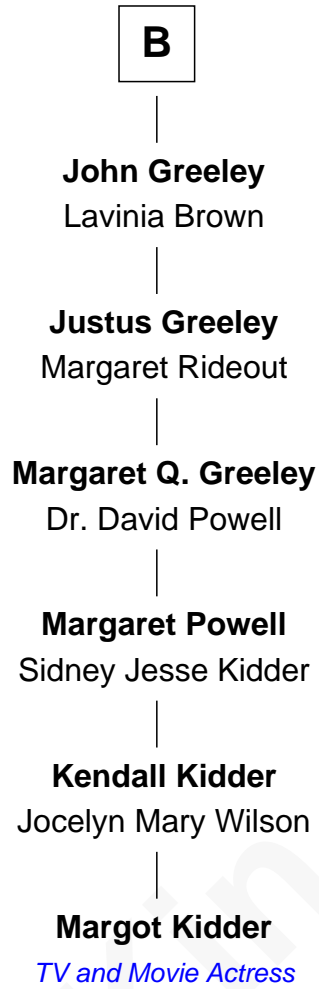 B
John Greeley
Lavinia Brown
Justus Greeley
Margaret Rideout
Margaret Q. Greeley
Dr. David Powell
Margaret Powell
Sidney Jesse Kidder
Kendall Kidder
Jocelyn Mary Wilson
Margot Kidder
TV and Movie Actress